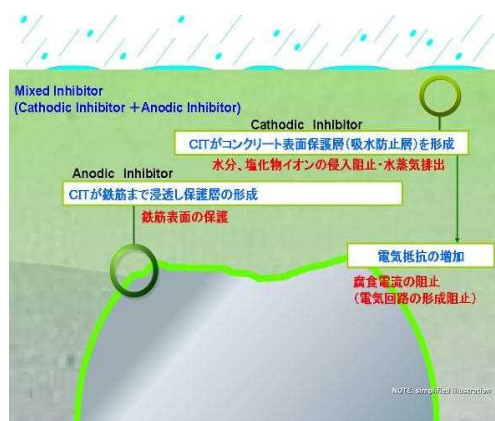 Mixed Inhibitor
(Cathodic Inhibitor +Anodic Inhibitor)
Cathodic Inhibitor
CITがコンクリート表面保護層(吸水防止層)を形成
水分、塩化物イオンの侵入阻止・水蒸気排出
Anodic Inhibitor
CITが鉄筋まで浸透し保護層の形成
鉄筋表面の保護
電気抵抗の増加
腐食電流の阻止
(電気回路の形成阻止)
NOTE: simplified illustration